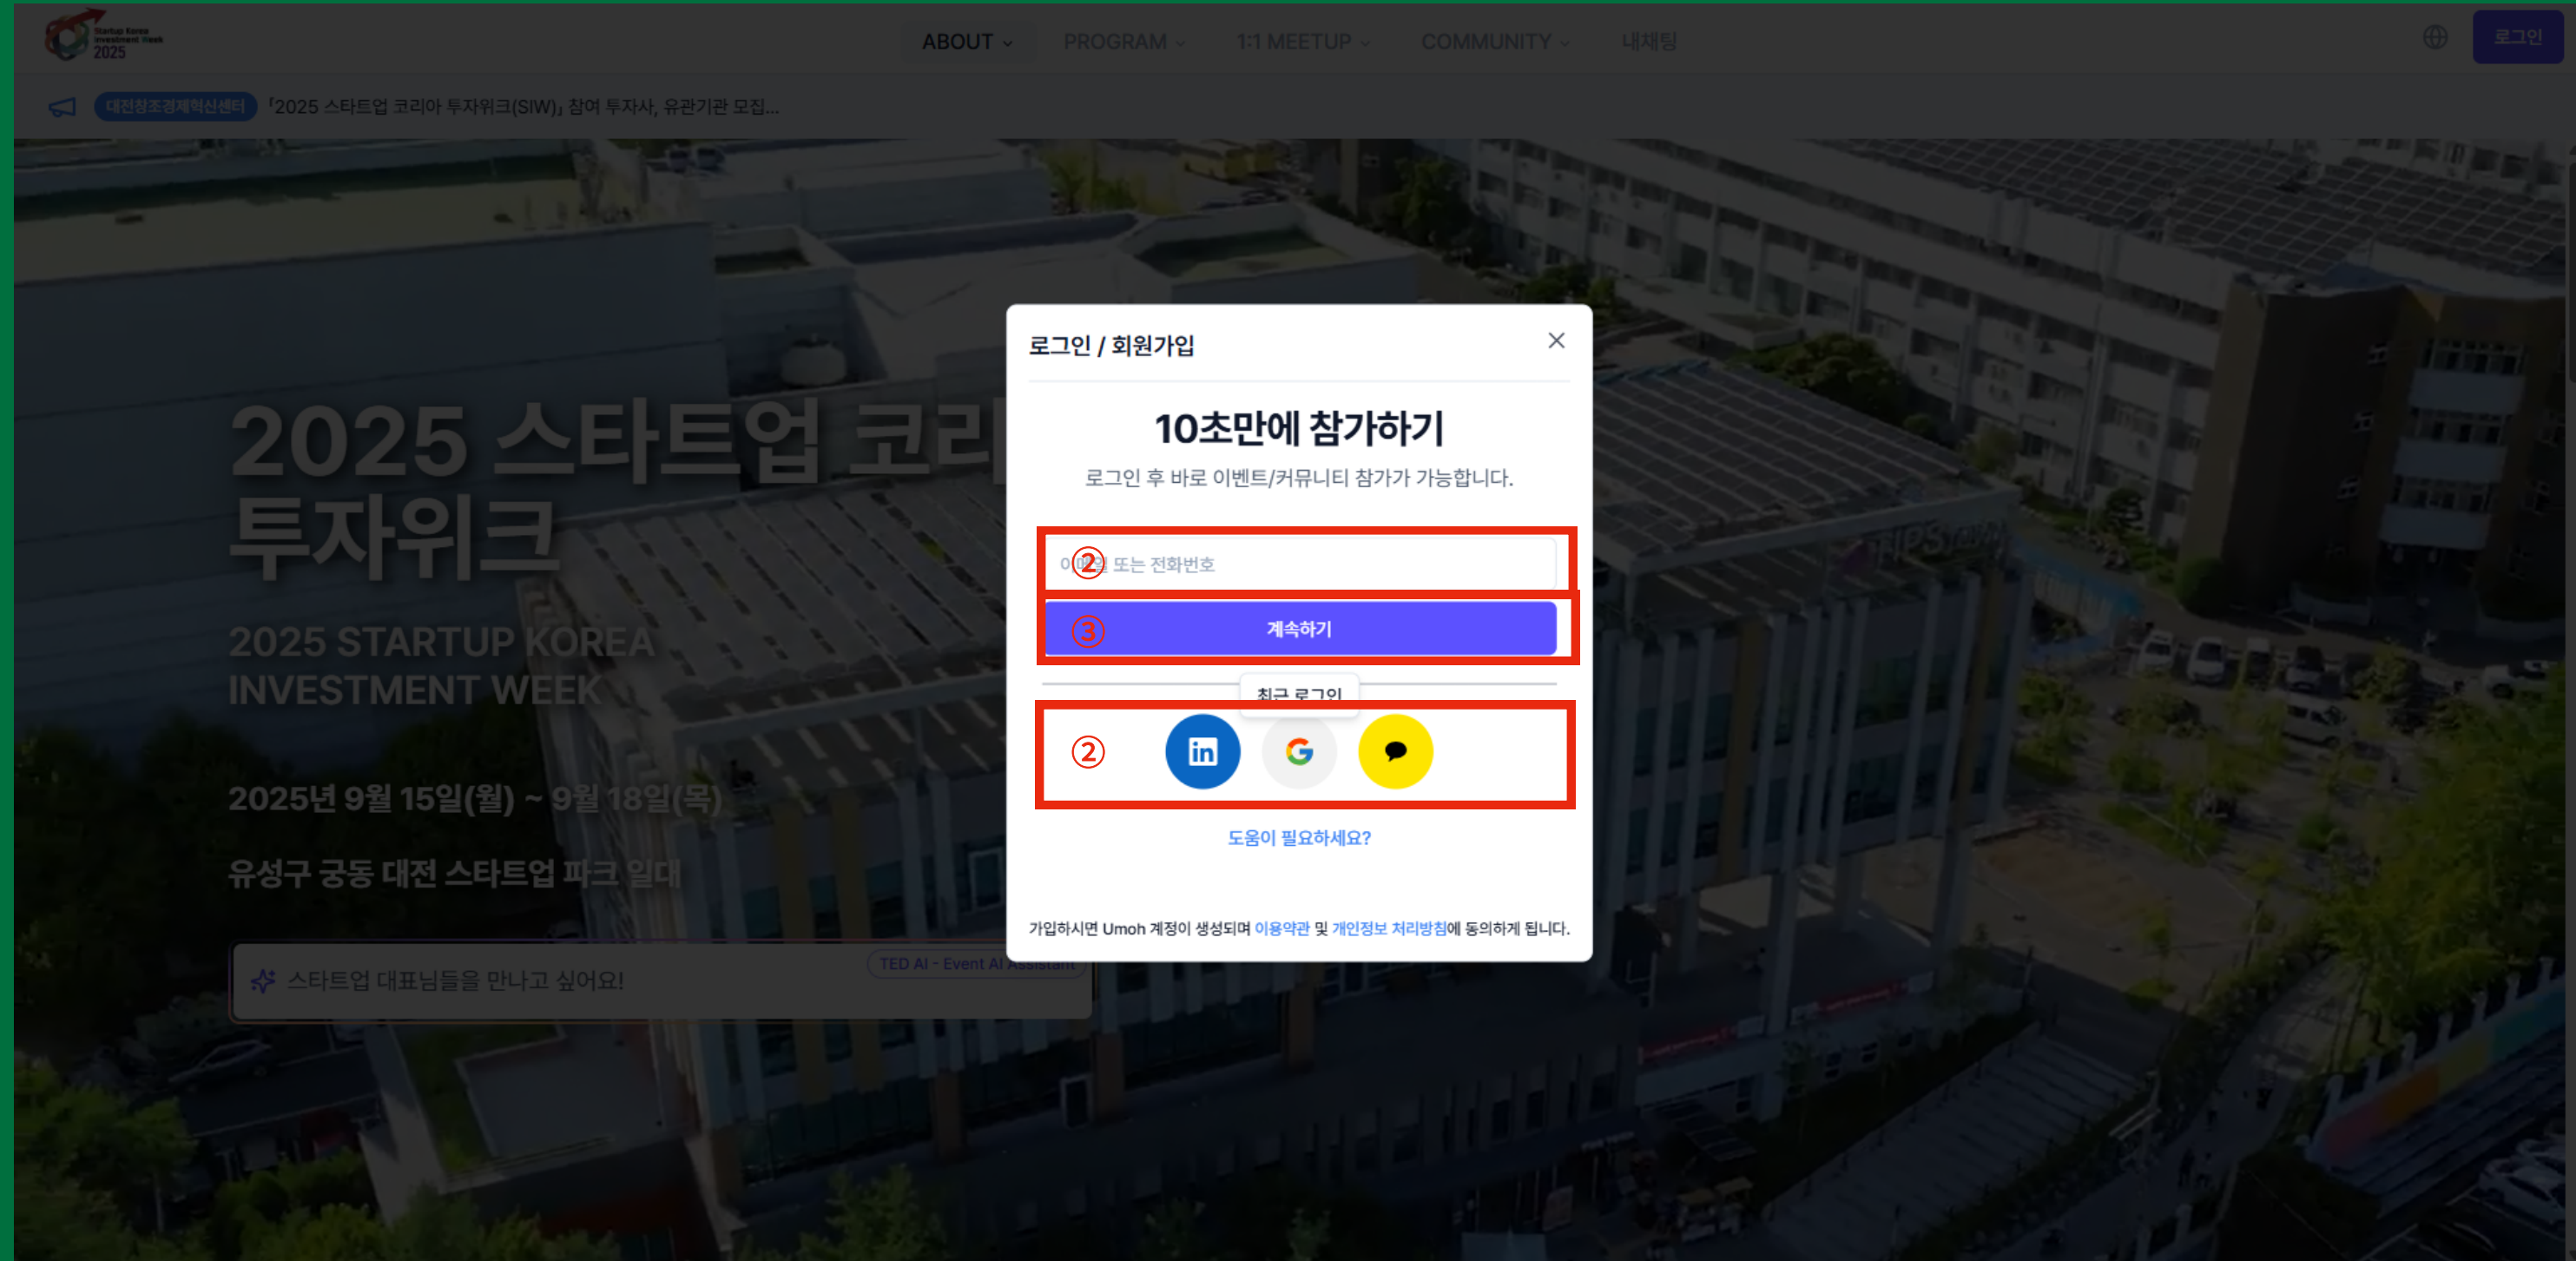 Startup Korea
Investment Week
2025
ABOUT
PROGRAM
1:1 MEETUP
COMMUNITY
내채팅
로그인
대전창조경제혁신센터 「2025 스타트업 코리아 투자위크(SIW)」 참여 투자사, 유관기관 모집...
2025 스타트업 코리
투자위크
2025 STARTUP KOREA
INVESTMENT WEEK
2025년 9월 15일(월) ~ 9월 18일(목)
유성구 궁동 대전 스타트업 파크 일대
TED AI - Event AI Assistant
스타트업 대표님들을 만나고 싶어요!
TIPS TOWN
로그인 / 회원가입
10초만에 참가하기
로그인 후 바로 이벤트/커뮤니티 참가가 가능합니다.
② 이메일 또는 전화번호
③ 계속하기
최근 로그인
②
in
G
도움이 필요하세요?
가입하시면 Umoh 계정이 생성되며 이용약관 및 개인정보 처리방침에 동의하게 됩니다.